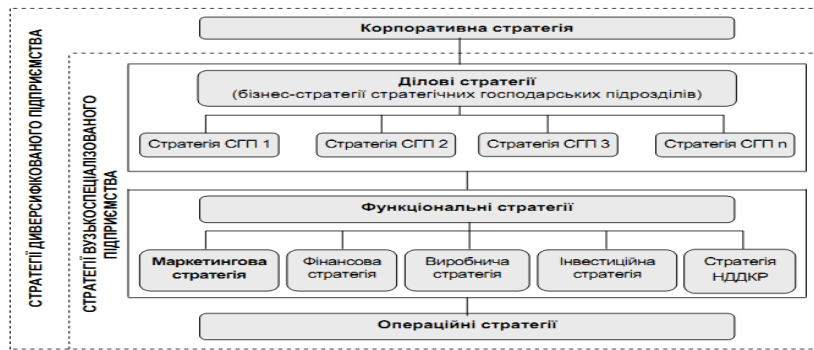 СТРАТЕГІЇ ДИВЕРСИФІКОВАНОГО ПІДПРИЄМСТВА
СТРАТЕГІЇ ВУЗЬКОСПЕЦІАЛІЗОВАНОГО
ПІДПРИЄМСТВА
Корпоративна стратегія
Ділові стратегії
(бізнес-стратегії стратегічних господарських підрозділів)
Стратегія СГП 1
Стратегія СГП 2
Стратегія СГП 3
Стратегія СГП n
Функціональні стратегії
Маркетингова
стратегія
Фінансова
стратегія
Виробнича
стратегія
Інвестиційна
стратегія
Стратегія
НДДКР
Операційні стратегії